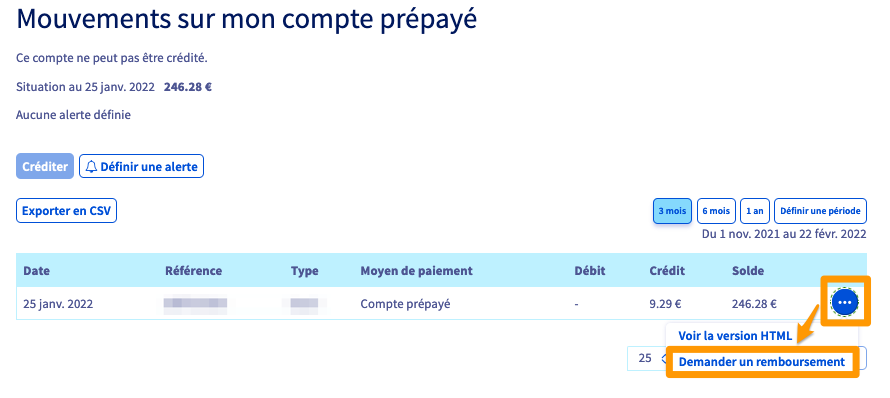 Mouvements sur mon compte prépayé
Ce compte ne peut pas être crédité.
Situation au 25 janv. 2022 246.28 €
Aucune alerte définie
Créditer Définir une alerte
Exporter en CSV 3 mois 6 mois 1 an Définir une période
Du 1 nov. 2021 au 22 févr. 2022
Date Référence Type Moyen de paiement Débit Crédit Solde
25 janv. 2022 Compte prépayé - 9.29 € 246.28 € ...
Voir la version HTML
25 Demander un remboursement